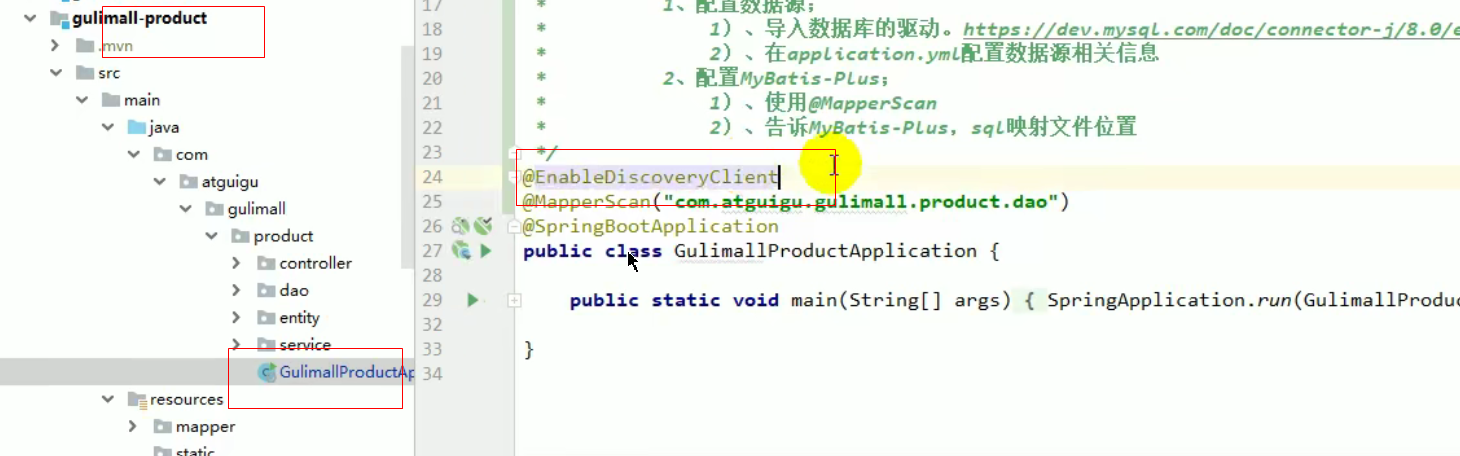 gulimall-product
.mvn
src
main
java
com
atguigu
gulimall
product
controller
dao
entity
service
GulimallProductAp
resources
mapper
static
17 * 1、配置数据源；
18 * 1）、导入数据库的驱动。https://dev.mysql.com/doc/connector-j/8.0/e
19 * 2）、在application.yml配置数据源相关信息
20 * 2、配置MyBatis-Plus；
21 * 1）、使用@MapperScan
22 * 2）、告诉MyBatis-Plus，sql映射文件位置
23 */
24 @EnableDiscoveryClient
25 @MapperScan("com.atguigu.gulimall.product.dao")
26 @SpringBootApplication
27 public class GulimallProductApplication {
28
29 public static void main(String[] args) { SpringApplication.run(GulimallProduc
32
33 }
34